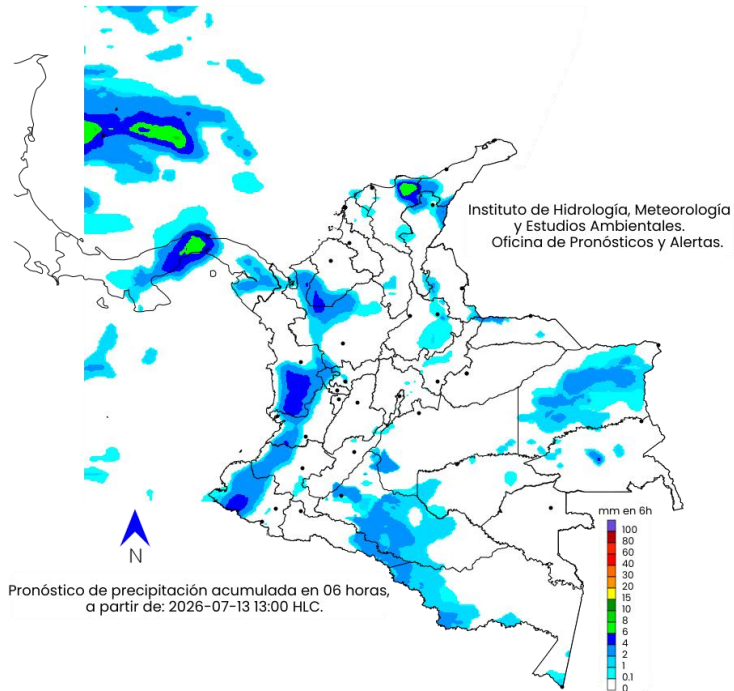 Instituto de Hidrología, Meteorología
y Estudios Ambientales.
Oficina de Pronósticos y Alertas.
N
Pronóstico de precipitación acumulada en 06 horas,
a partir de: 2026-07-13 13:00 HLC.
mm en 6h
100
80
60
40
30
20
15
10
8
6
4
2
1
0.1
0